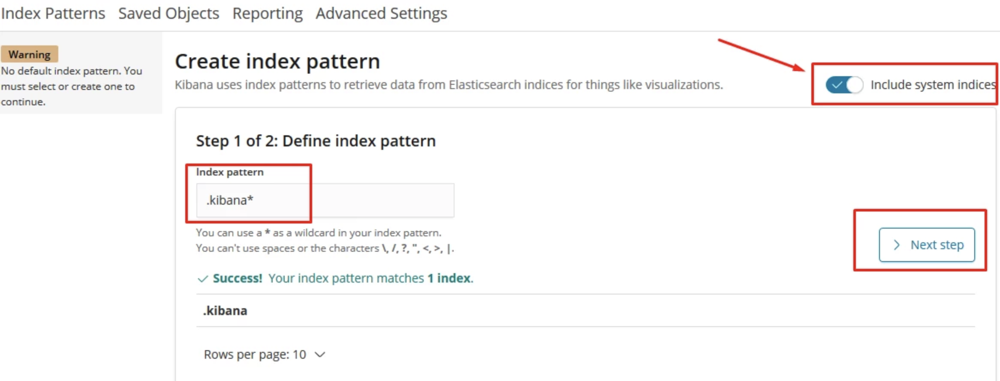 Index Patterns Saved Objects Reporting Advanced Settings
Warning
No default index pattern. You
must select or create one to
continue.
Create index pattern
Kibana uses index patterns to retrieve data from Elasticsearch indices for things like visualizations.
Include system indices
Step 1 of 2: Define index pattern
Index pattern
.kibana*
You can use a * as a wildcard in your index pattern.
You can't use spaces or the characters \, /, ?, ", <, >, |.
Next step
Success! Your index pattern matches 1 index.
.kibana
Rows per page: 10